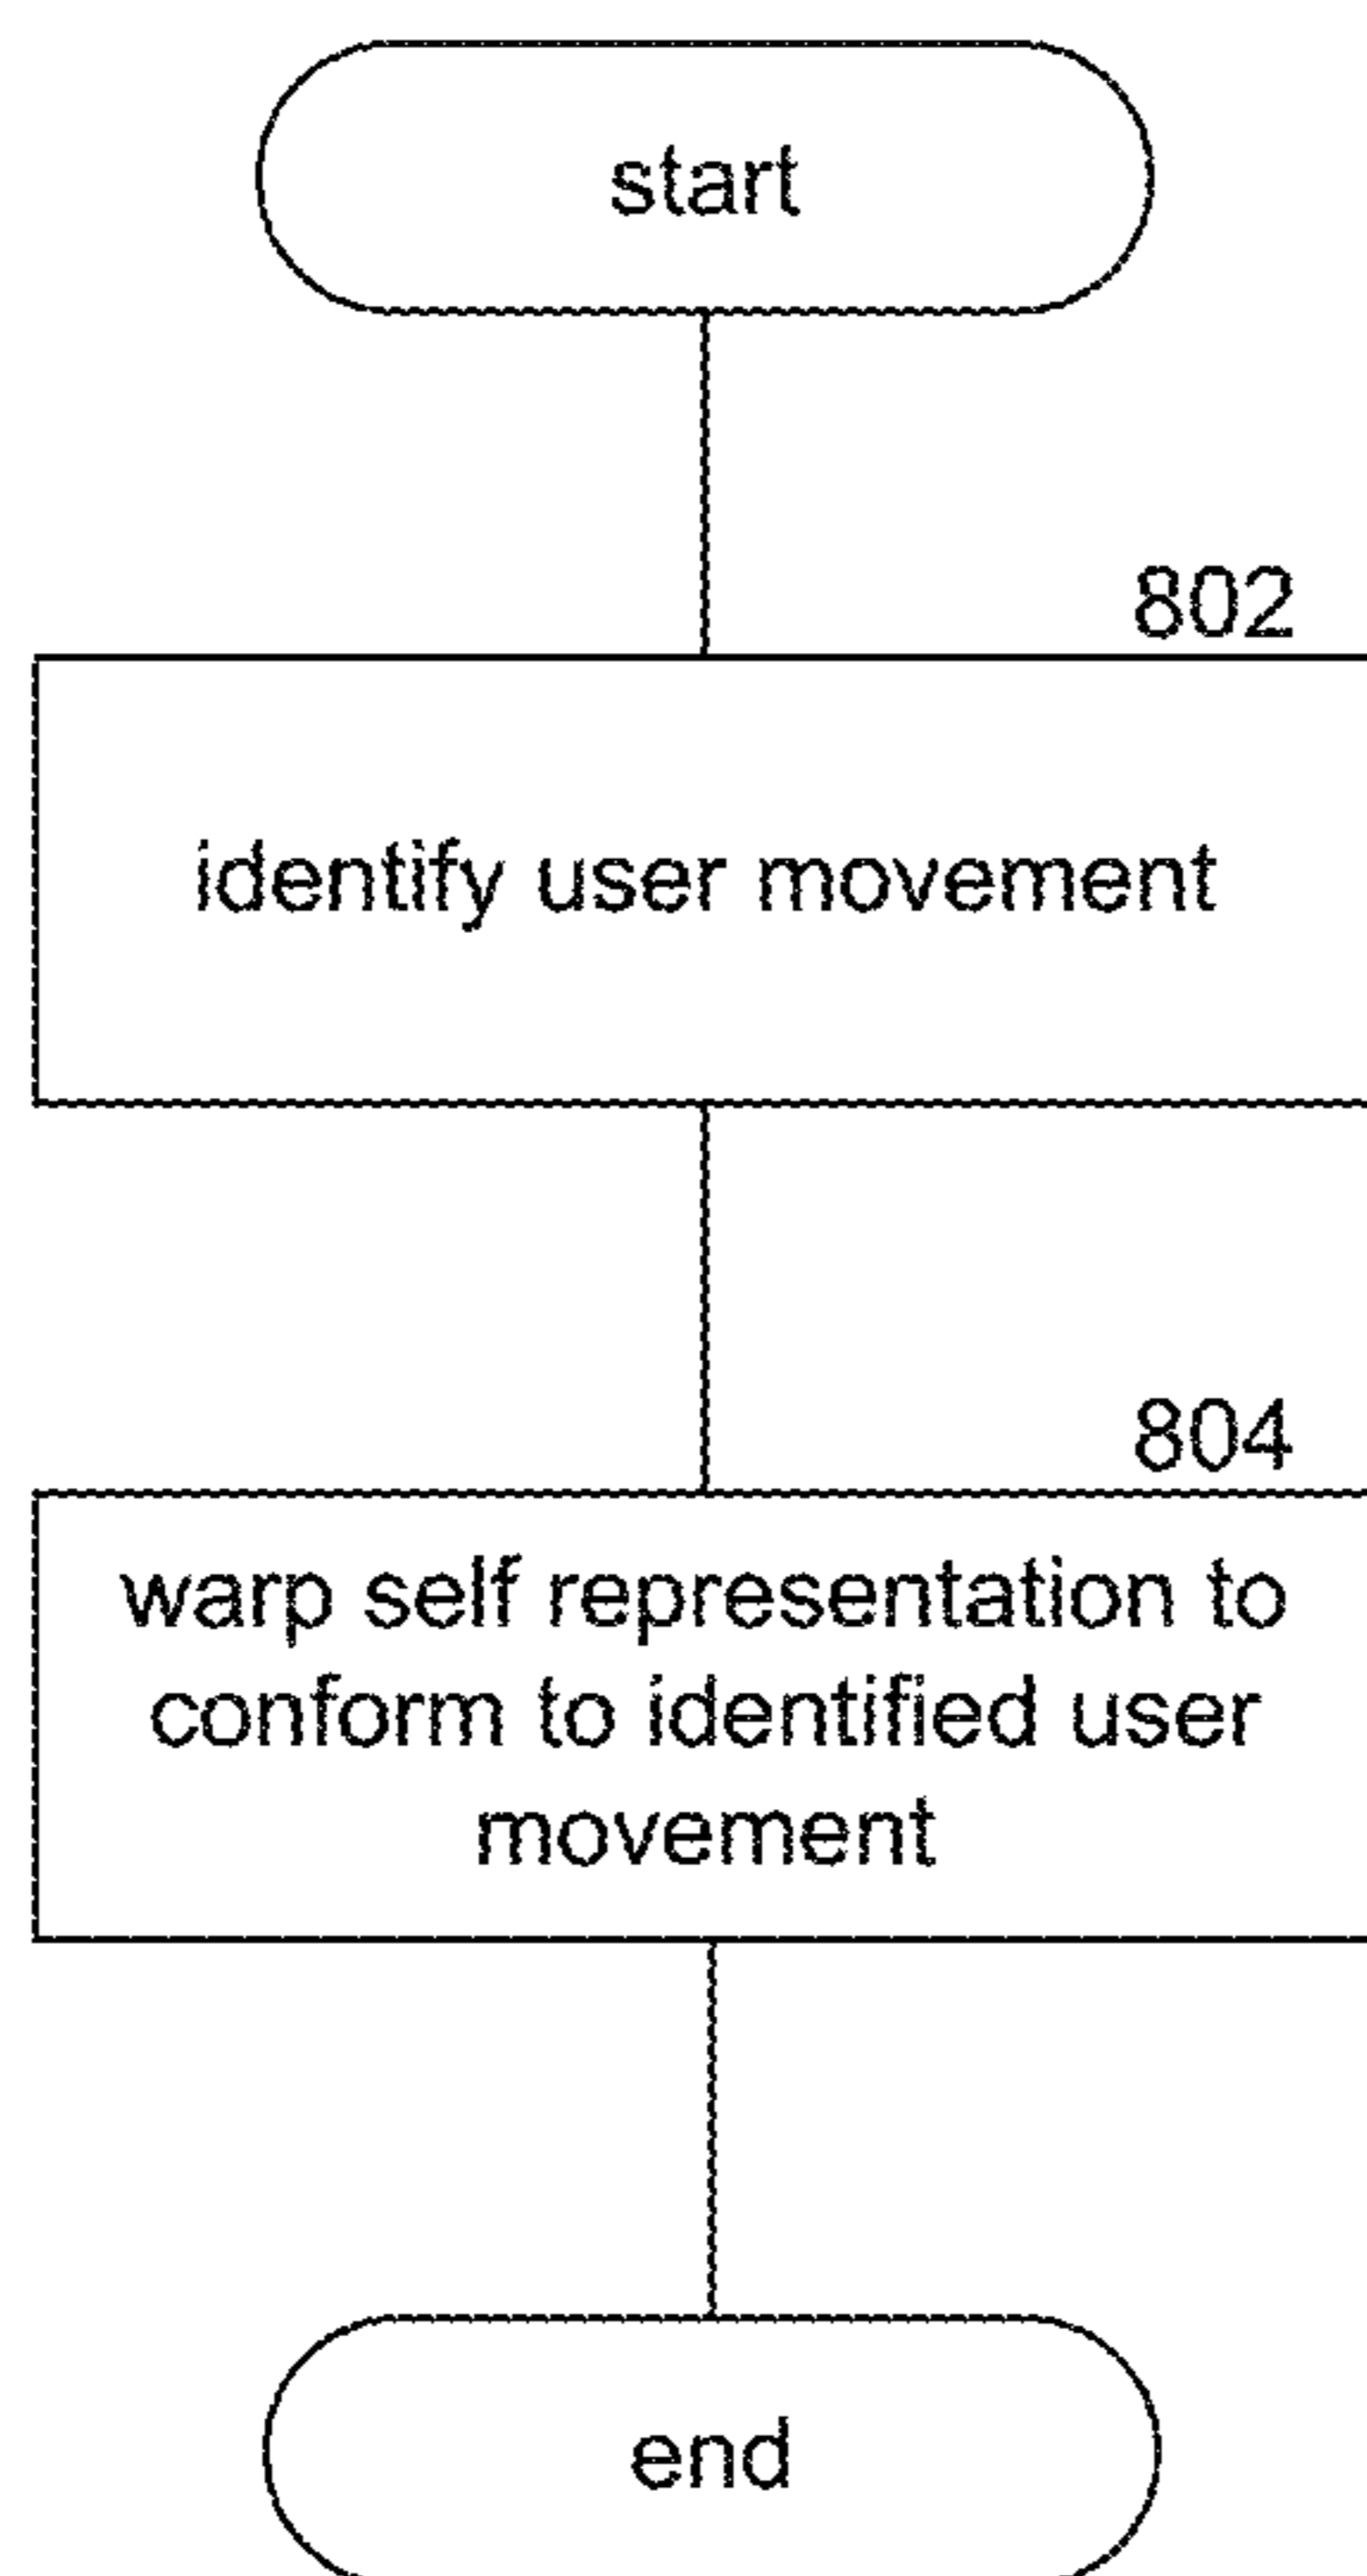 start
802
identify user movement
804
warp self representation to
conform to identified user
movement
end